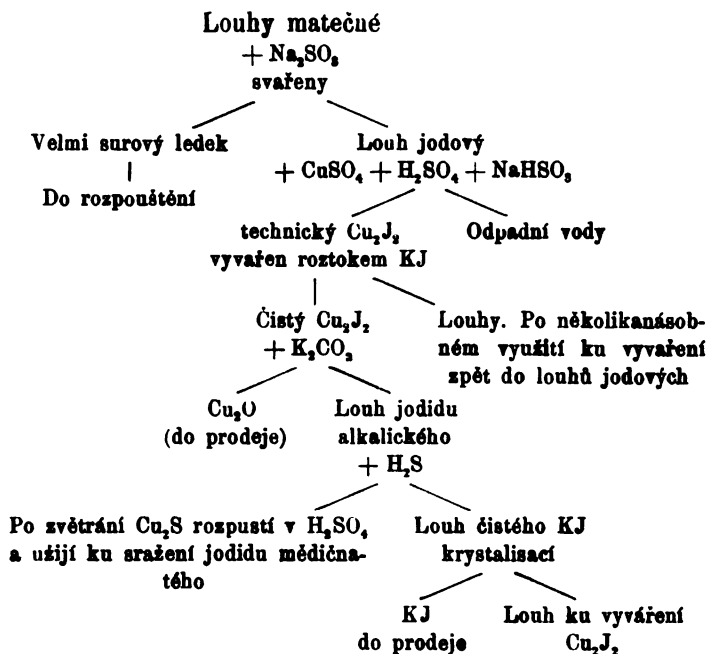 Louhy matečné
+ Na₂SO₃
svařeny
Velmi surový ledek
Do rozpouštění
Louh jodový
+ CuSO₄ + H₂SO₄ + NaHSO₃
technický Cu₂J₂
vyvařen roztokem KJ
Odpadní vody
Čistý Cu₂J₂
+ K₂CO₃
Louhy. Po několikanásob-
ném využití ku vyvaření
zpět do louhů jodových
Cu₂O
(do prodeje)
Louh jodidu
alkalického
+ H₂S
Po zvětrání Cu₂S rozpustí v H₂SO₄
a užijí ku sražení jodidu mědična-
tého
Louh čistého KJ
krystalisací
KJ
do prodeje
Louh ku vyváření
Cu₂J₂